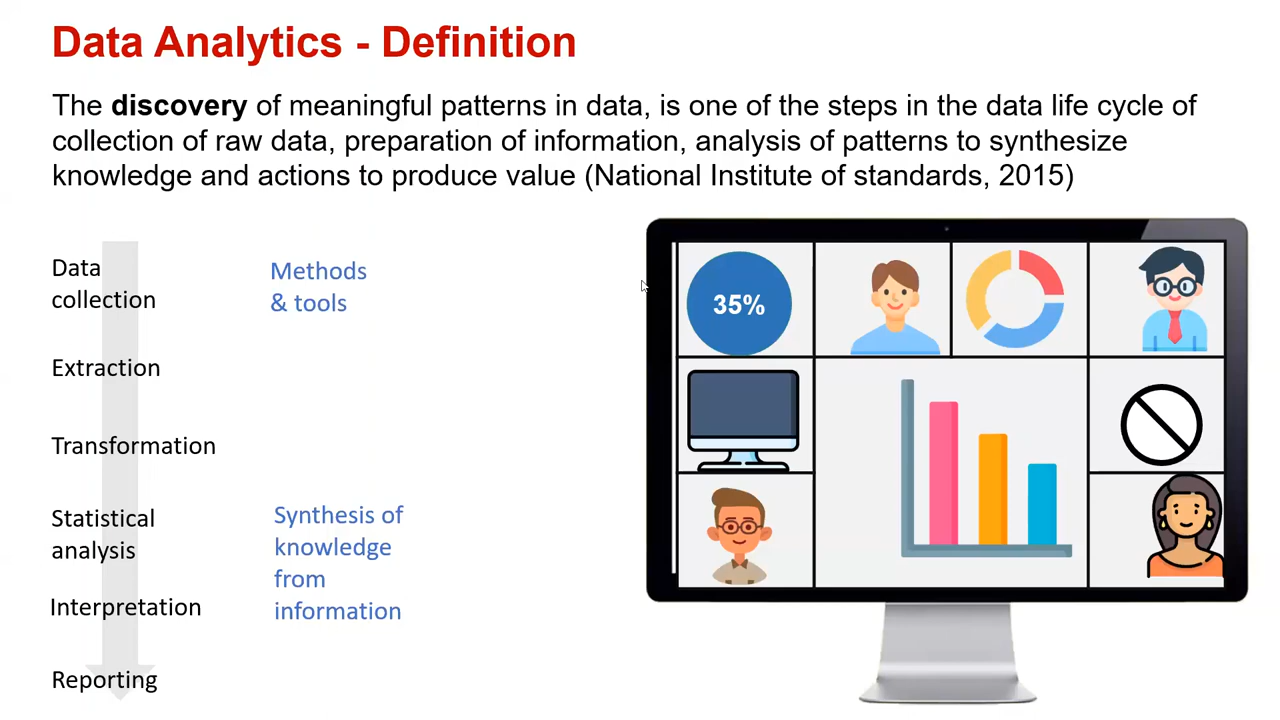 Data Analytics - Definition
The discovery of meaningful patterns in data, is one of the steps in the data life cycle of
collection of raw data, preparation of information, analysis of patterns to synthesize
knowledge and actions to produce value (National Institute of standards, 2015)
Data
collection
Methods
& tools
Extraction
Transformation
Statistical
analysis
Synthesis of
knowledge
from
information
Interpretation
Reporting
35%